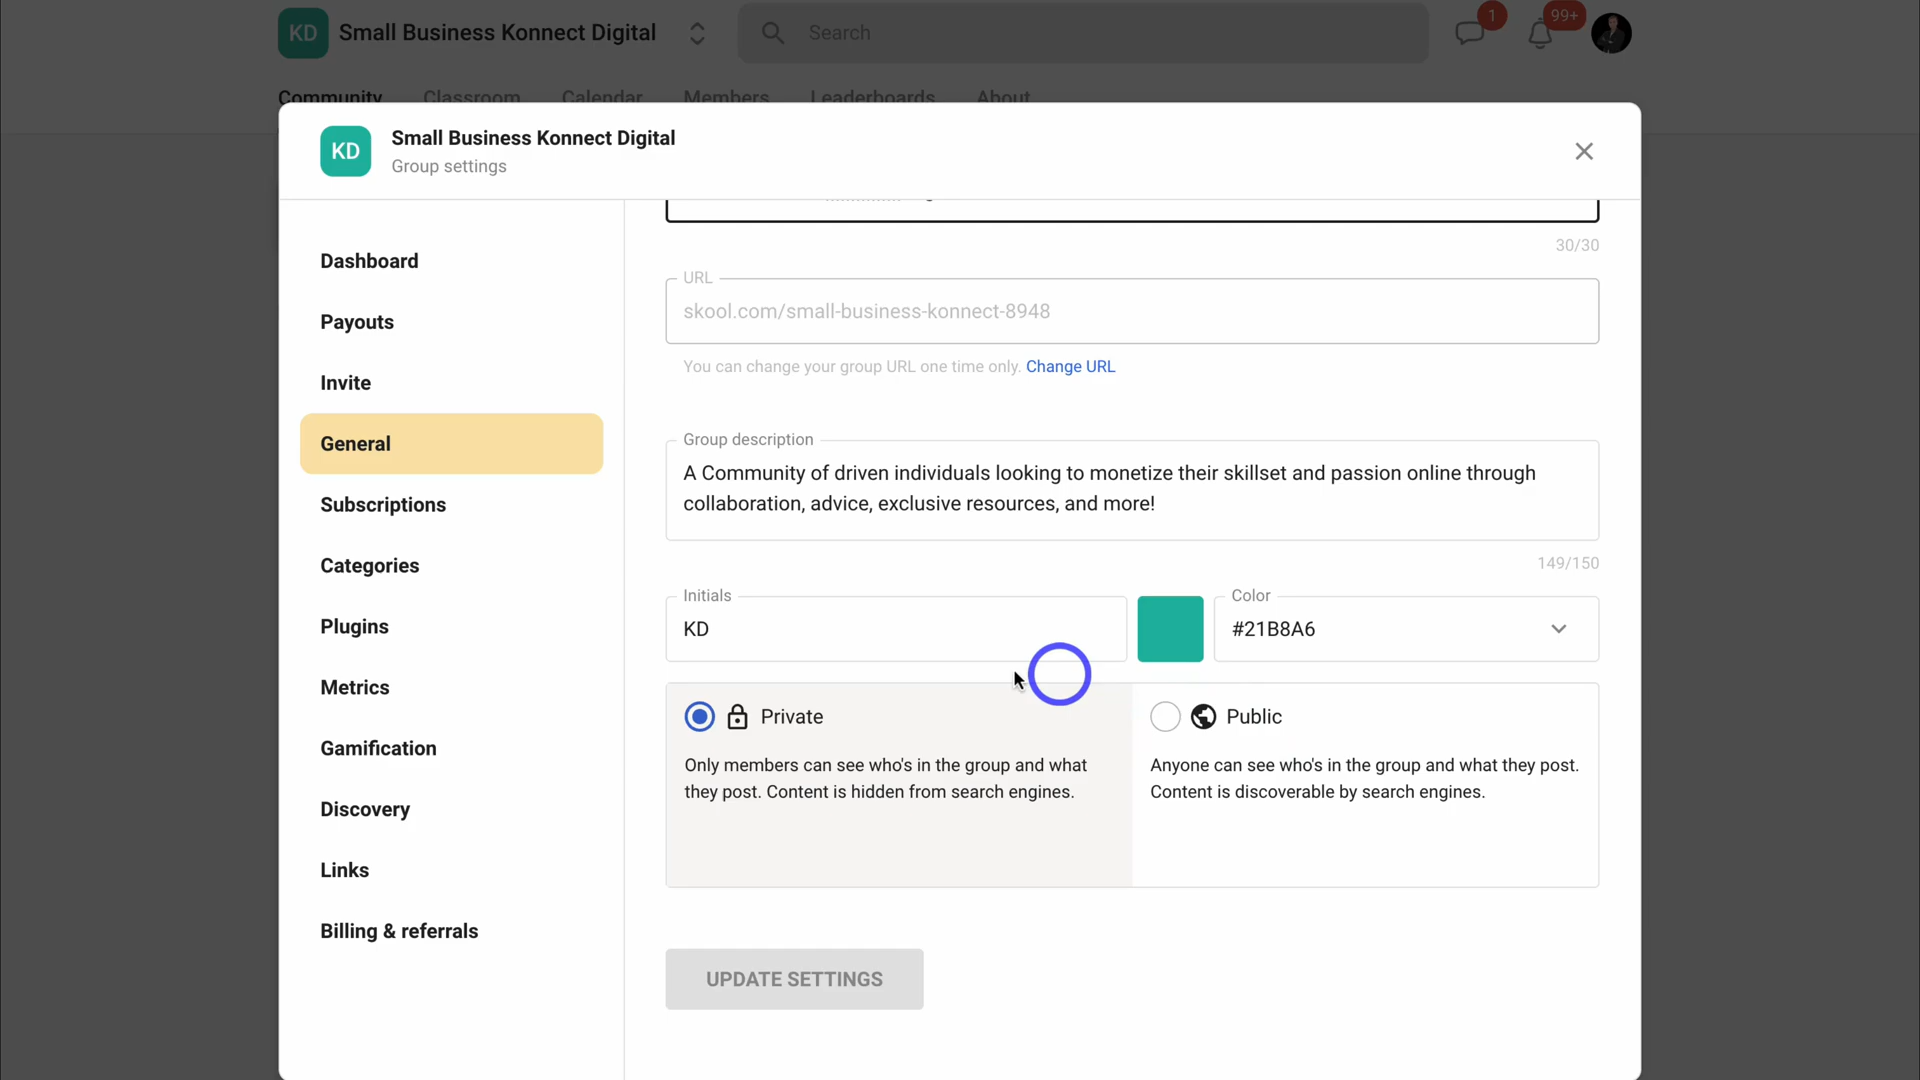 KD Small Business Konnect Digital
Search
1
99+
Community Classroom Calendar Members Leaderboards About
KD
Small Business Konnect Digital
Group settings
Dashboard
Payouts
Invite
General
Subscriptions
Categories
Plugins
Metrics
Gamification
Discovery
Links
Billing & referrals
30/30
URL
skool.com/small-business-konnect-8948
You can change your group URL one time only. Change URL
Group description
A Community of driven individuals looking to monetize their skillset and passion online through
collaboration, advice, exclusive resources, and more!
149/150
Initials
KD
Color
#21B8A6
Private
Only members can see who's in the group and what
they post. Content is hidden from search engines.
Public
Anyone can see who's in the group and what they post.
Content is discoverable by search engines.
UPDATE SETTINGS